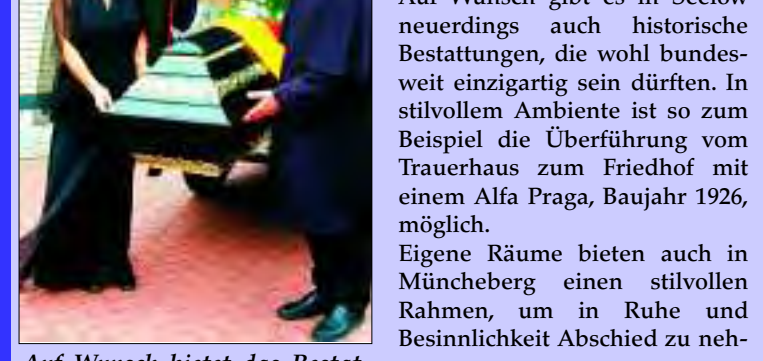 Auf Wunsch gibt es in Seelow
neuerdings auch historische
Bestattungen, die wohl bundes-
weit einzigartig sein dürften. In
stilvollem Ambiente ist so zum
Beispiel die Überführung vom
Trauerhaus zum Friedhof mit
einem Alfa Praga, Baujahr 1926,
möglich.
Eigene Räume bieten auch in
Müncheberg einen stilvollen
Rahmen, um in Ruhe und
Besinnlichkeit Abschied zu neh-
Auf Wunsch bietet das Bestat-